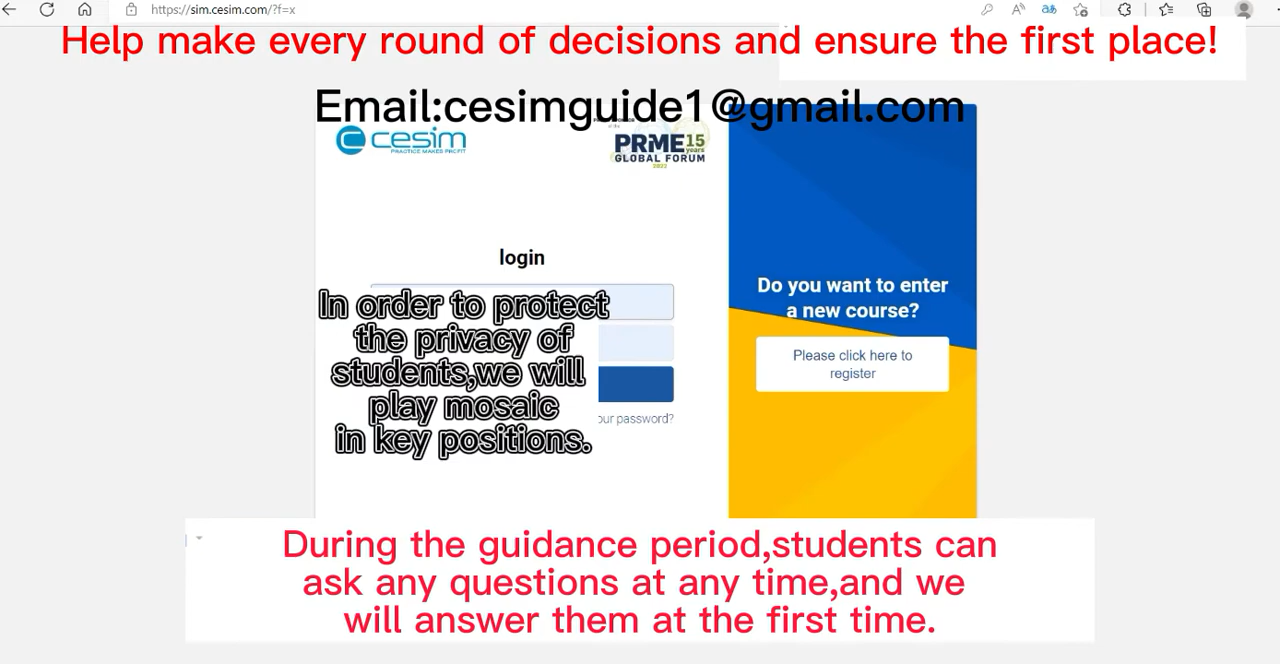 https://sim.cesim.com/?f=x
Help make every round of decisions and ensure the first place!
Email:cesimguide1@gmail.com
cesim
PRACTICE MAKES PROFIT
PRME 15
years
GLOBAL FORUM
2022
login
In order to protect
the privacy of
students,we will
play mosaic
in key positions.
our password?
Do you want to enter
a new course?
Please click here to
register
During the guidance period,students can
ask any questions at any time,and we
will answer them at the first time.